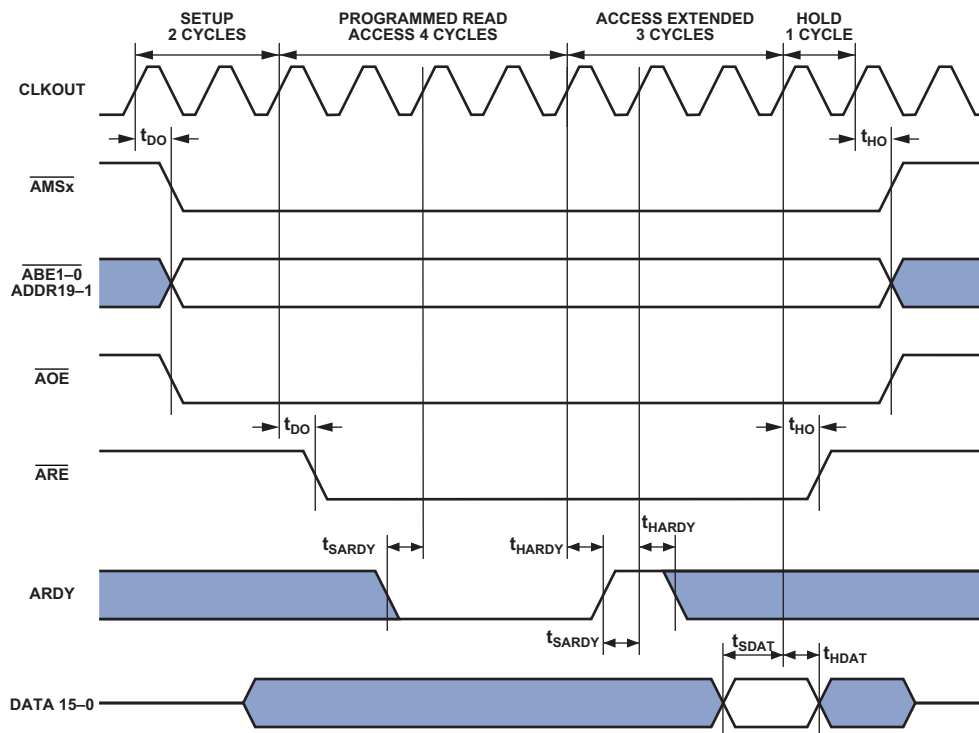 SETUP
2 CYCLES
PROGRAMMED READ
ACCESS 4 CYCLES
ACCESS EXTENDED
3 CYCLES
HOLD
1 CYCLE
CLKOUT
tDO
tHO
AMSx
ABE1–0
ADDR19–1
AOE
tDO
tHO
ARE
tSARDY
tHARDY
tHARDY
ARDY
tSARDY
tSDAT
tHDAT
DATA 15–0